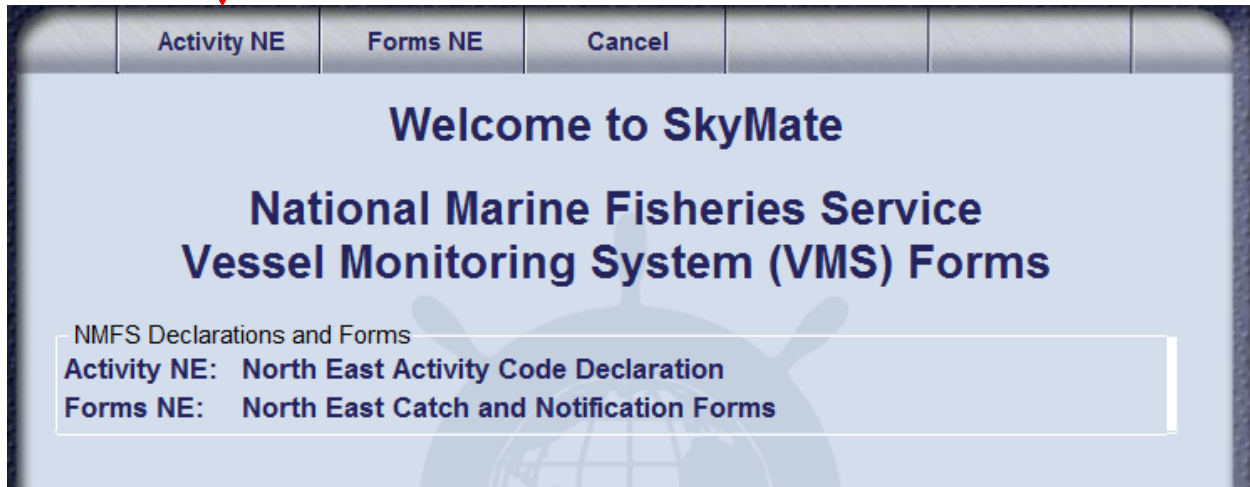 Activity NE Forms NE Cancel
Welcome to SkyMate
National Marine Fisheries Service
Vessel Monitoring System (VMS) Forms
NMFS Declarations and Forms
Activity NE: North East Activity Code Declaration
Forms NE: North East Catch and Notification Forms